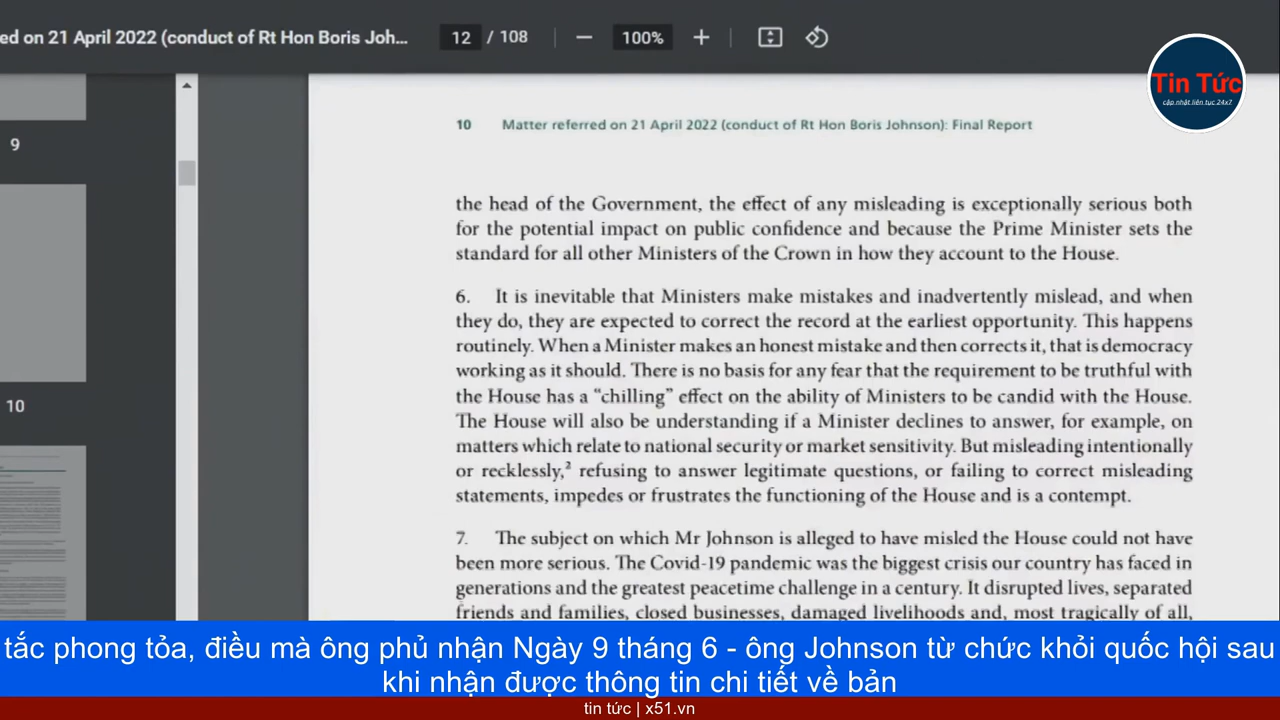 ed on 21 April 2022 (conduct of Rt Hon Boris Joh...
12 / 108
100%
Tin Tức
cập.nhật.liên.tục.24x7
9
10
10 Matter referred on 21 April 2022 (conduct of Rt Hon Boris Johnson): Final Report
the head of the Government, the effect of any misleading is exceptionally serious both
for the potential impact on public confidence and because the Prime Minister sets the
standard for all other Ministers of the Crown in how they account to the House.
6. It is inevitable that Ministers make mistakes and inadvertently mislead, and when
they do, they are expected to correct the record at the earliest opportunity. This happens
routinely. When a Minister makes an honest mistake and then corrects it, that is democracy
working as it should. There is no basis for any fear that the requirement to be truthful with
the House has a “chilling” effect on the ability of Ministers to be candid with the House.
The House will also be understanding if a Minister declines to answer, for example, on
matters which relate to national security or market sensitivity. But misleading intentionally
or recklessly,² refusing to answer legitimate questions, or failing to correct misleading
statements, impedes or frustrates the functioning of the House and is a contempt.
7. The subject on which Mr Johnson is alleged to have misled the House could not have
been more serious. The Covid-19 pandemic was the biggest crisis our country has faced in
generations and the greatest peacetime challenge in a century. It disrupted lives, separated
friends and families, closed businesses, damaged livelihoods and, most tragically of all,
tắc phong tỏa, điều mà ông phủ nhận Ngày 9 tháng 6 - ông Johnson từ chức khỏi quốc hội sau
khi nhận được thông tin chi tiết về bản
tin tức | x51.vn